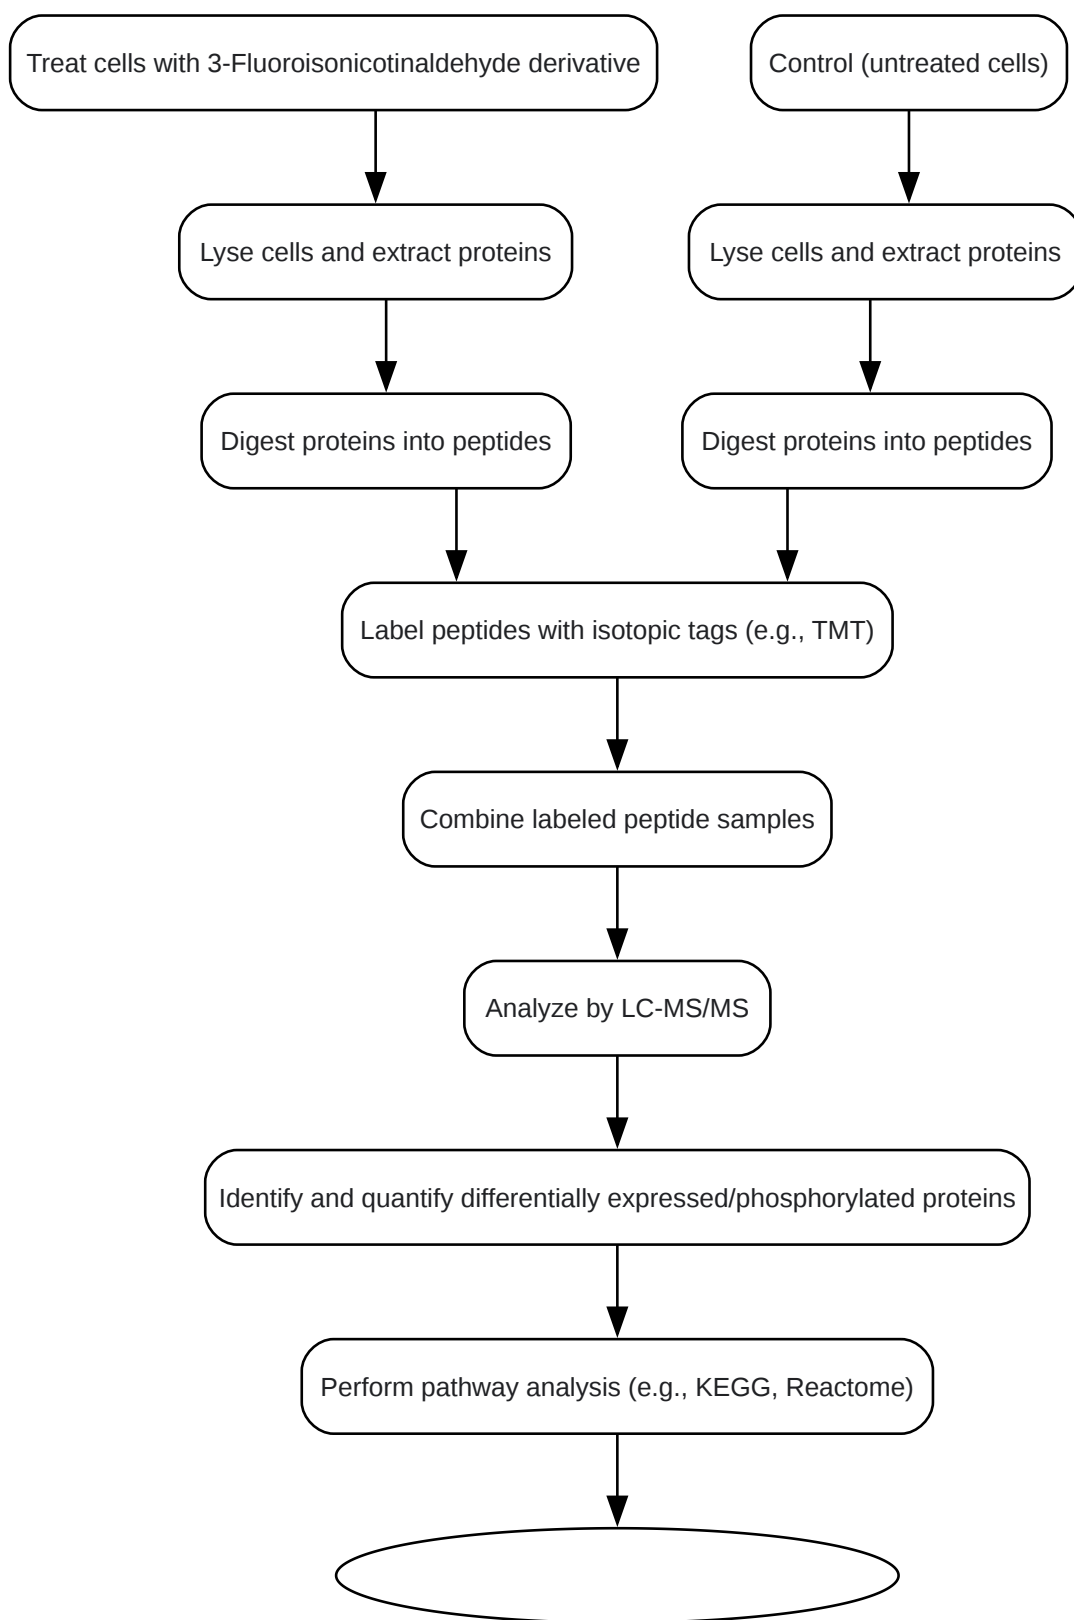 Treat cells with 3-Fluoroisonicotinaldehyde derivative
Control (untreated cells)
Lyse cells and extract proteins
Lyse cells and extract proteins
Digest proteins into peptides
Digest proteins into peptides
Label peptides with isotopic tags (e.g., TMT)
Combine labeled peptide samples
Analyze by LC-MS/MS
Identify and quantify differentially expressed/phosphorylated proteins
Perform pathway analysis (e.g., KEGG, Reactome)